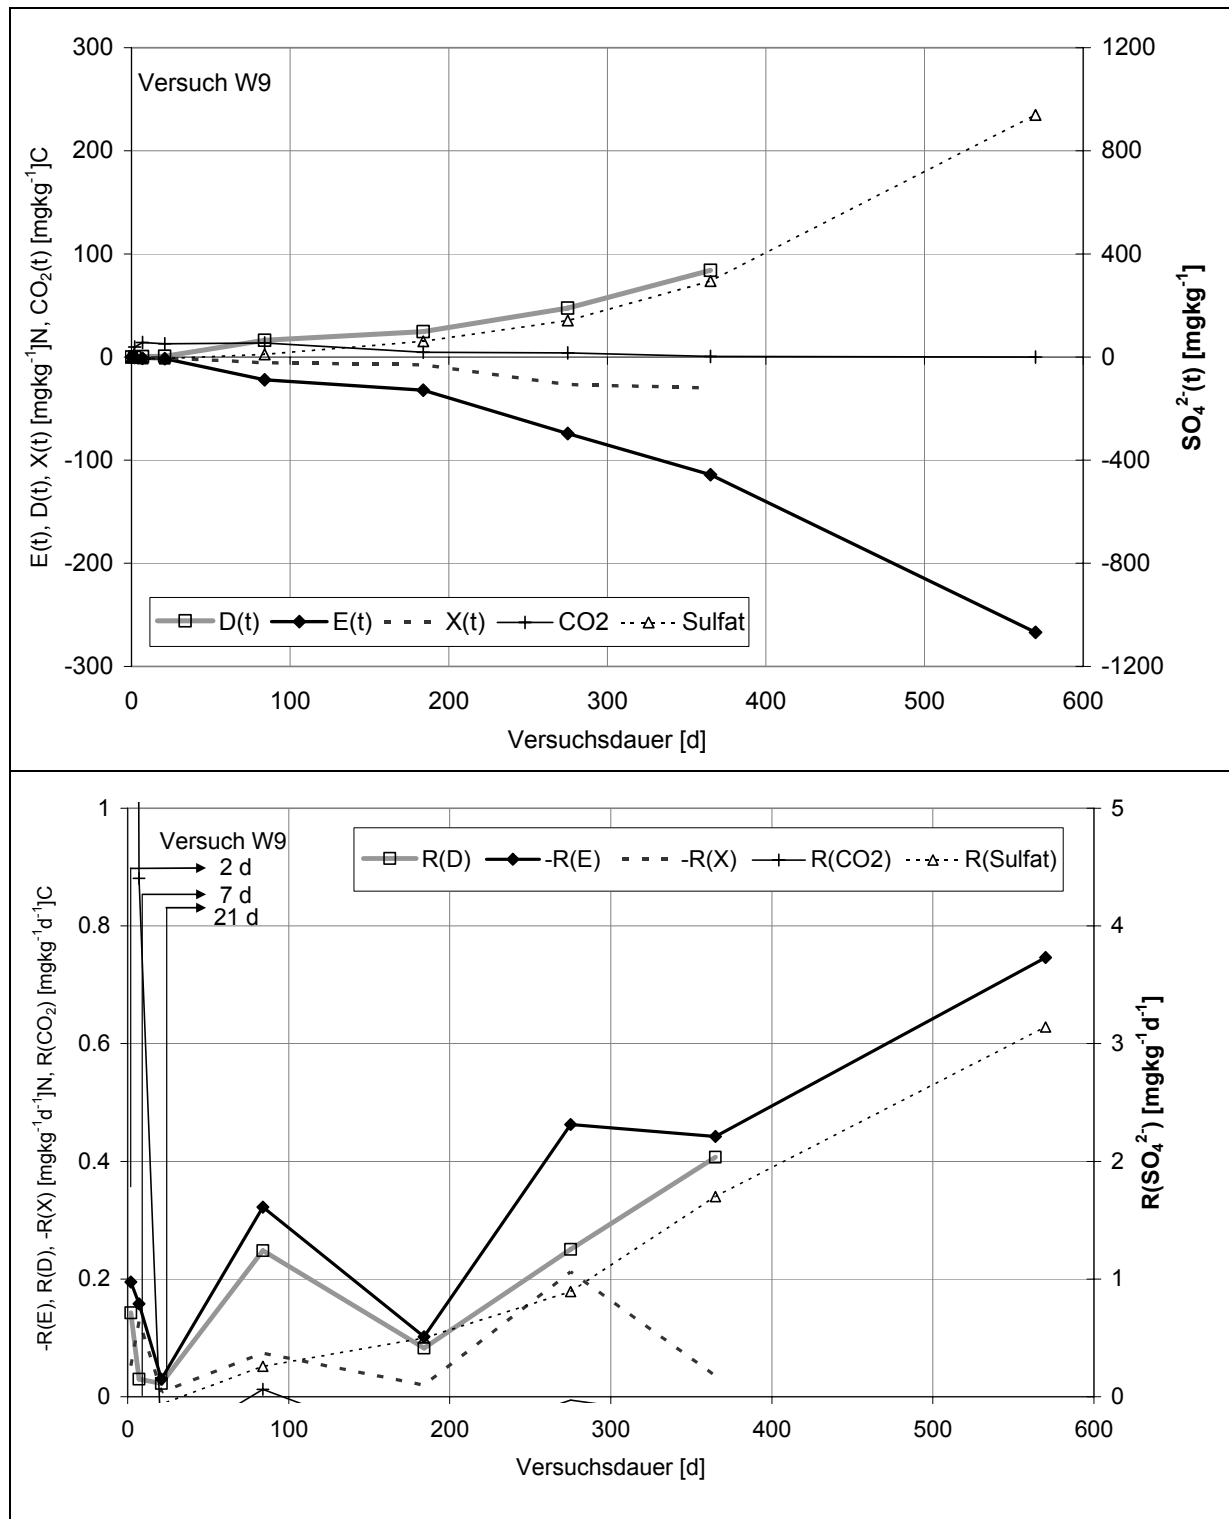 Versuch W9
300
200
100
0
-100
-200
-300
1200
800
400
0
-400
-800
-1200
E(t), D(t), X(t) [mgkg⁻¹]N, CO₂(t) [mgkg⁻¹]C
SO₄²⁻(t) [mgkg⁻¹]
D(t) E(t) X(t) CO2 Sulfat
0 100 200 300 400 500 600
Versuchsdauer [d]
Versuch W9
2 d
7 d
21 d
R(D) -R(E) -R(X) R(CO2) R(Sulfat)
1
0.8
0.6
0.4
0.2
0
5
4
3
2
1
0
-R(E), R(D), -R(X) [mgkg⁻¹d⁻¹]N, R(CO₂) [mgkg⁻¹d⁻¹]C
R(SO₄²⁻) [mgkg⁻¹d⁻¹]
0 100 200 300 400 500 600
Versuchsdauer [d]